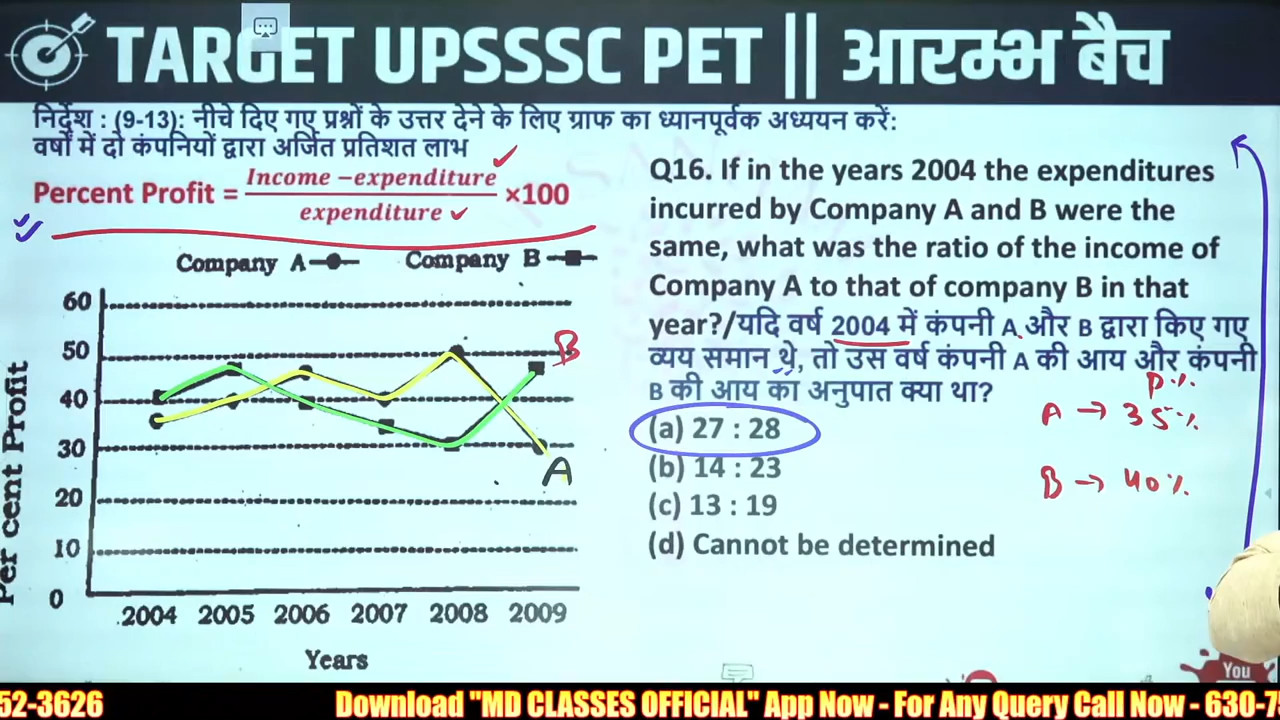 TARGET UPSSSC PET || आरम्भ बैच
निर्देश : (9-13): नीचे दिए गए प्रश्नों के उत्तर देने के लिए ग्राफ का ध्यानपूर्वक अध्ययन करें:
वर्षों में दो कंपनियों द्वारा अर्जित प्रतिशत लाभ
Percent Profit = Income −expenditure / expenditure ×100
Company A
Company B
60
50
40
30
20
10
0
Per cent Profit
2004 2005 2006 2007 2008 2009
Years
B
A
Q16. If in the years 2004 the expenditures
incurred by Company A and B were the
same, what was the ratio of the income of
Company A to that of company B in that
year?/यदि वर्ष 2004 में कंपनी A और B द्वारा किए गए
व्यय समान थे, तो उस वर्ष कंपनी A की आय और कंपनी
B की आय का अनुपात क्या था?
(a) 27 : 28
(b) 14 : 23
(c) 13 : 19
(d) Cannot be determined
P%
A → 35%
B → 40%
You
52-3626 Download "MD CLASSES OFFICIAL" App Now - For Any Query Call Now - 630-7